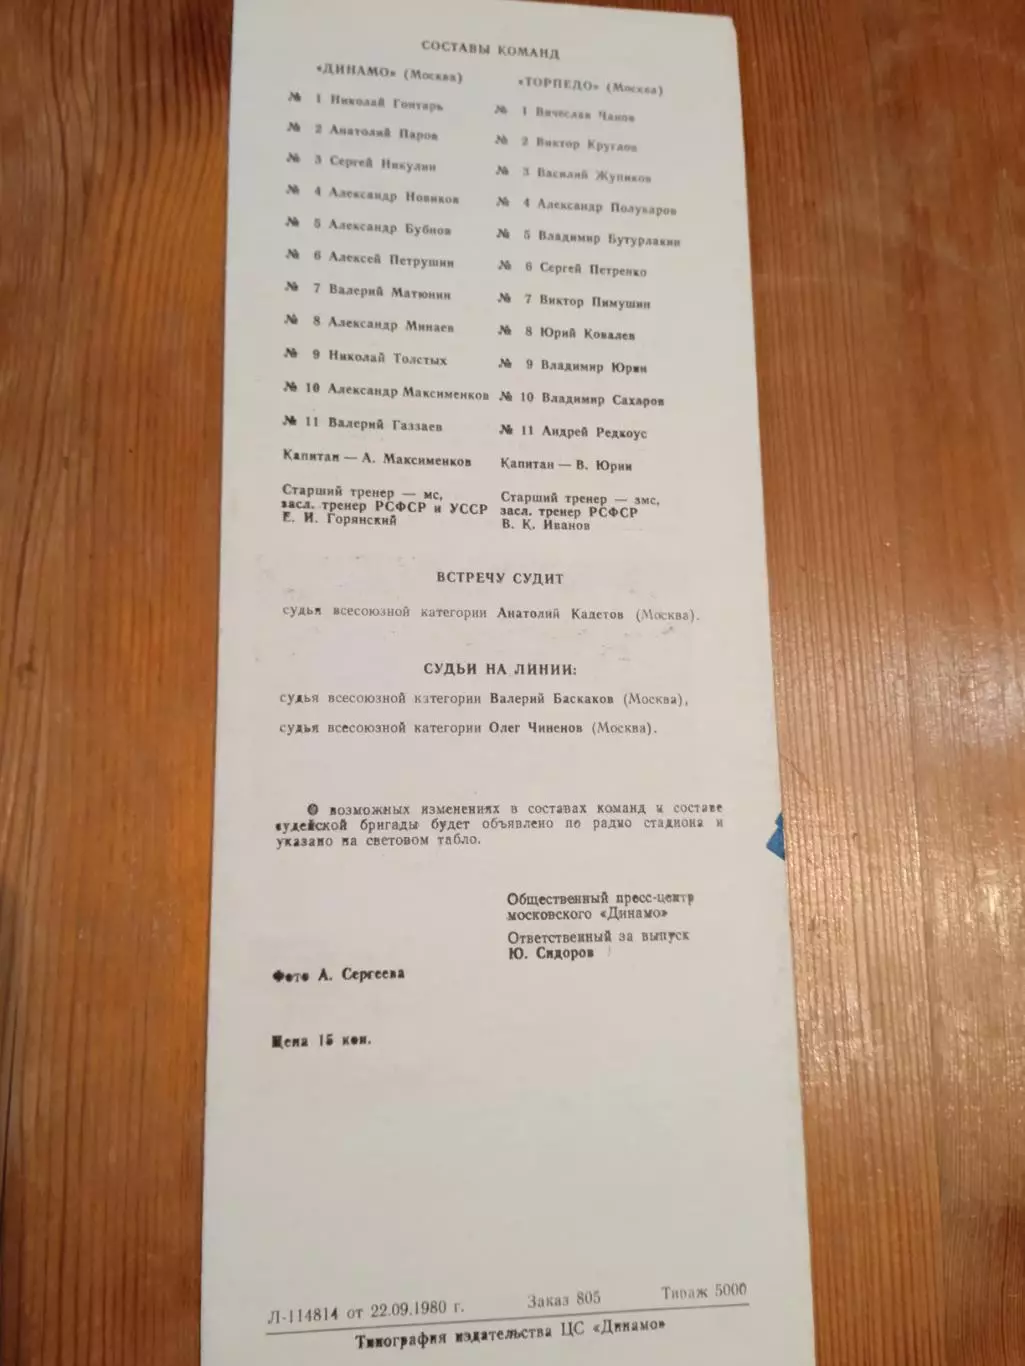 СОСТАВЫ КОМАНД
«ДИНАМО» (Москва)
№ 1 Николай Гонтарь
№ 2 Анатолий Паров
№ 3 Сергей Никулин
№ 4 Александр Новиков
№ 5 Александр Бубнов
№ 6 Алексей Петрушин
№ 7 Валерий Матюнин
№ 8 Александр Минаев
№ 9 Николай Толстых
№ 10 Александр Максименков
№ 11 Валерий Газзаев
Капитан — А. Максименков
Старший тренер — мс,
засл. тренер РСФСР и УССР
Е. И. Горянский
«ТОРПЕДО» (Москва)
№ 1 Вячеслав Чанов
№ 2 Виктор Круглов
№ 3 Василий Жупиков
№ 4 Александр Полукаров
№ 5 Владимир Бутурлакин
№ 6 Сергей Петренко
№ 7 Виктор Пимушин
№ 8 Юрий Ковалев
№ 9 Владимир Юрин
№ 10 Владимир Сахаров
№ 11 Андрей Редкоус
Капитан — В. Юрин
Старший тренер — змс,
засл. тренер РСФСР
В. К. Иванов
ВСТРЕЧУ СУДИТ
судья всесоюзной категории Анатолий Кадетов (Москва).
СУДЬИ НА ЛИНИИ:
судья всесоюзной категории Валерий Баскаков (Москва),
судья всесоюзной категории Олег Чиненов (Москва).
О возможных изменениях в составах команд и составе
судейской бригады будет объявлено по радио стадиона и
указано на световом табло.
Общественный пресс-центр
московского «Динамо»
Ответственный за выпуск
Ю. Сидоров
Фото А. Сергеева
Цена 15 коп.
Л-114814 от 22.09.1980 г. Заказ 805 Тираж 5000
Типография издательства ЦС «Динамо»